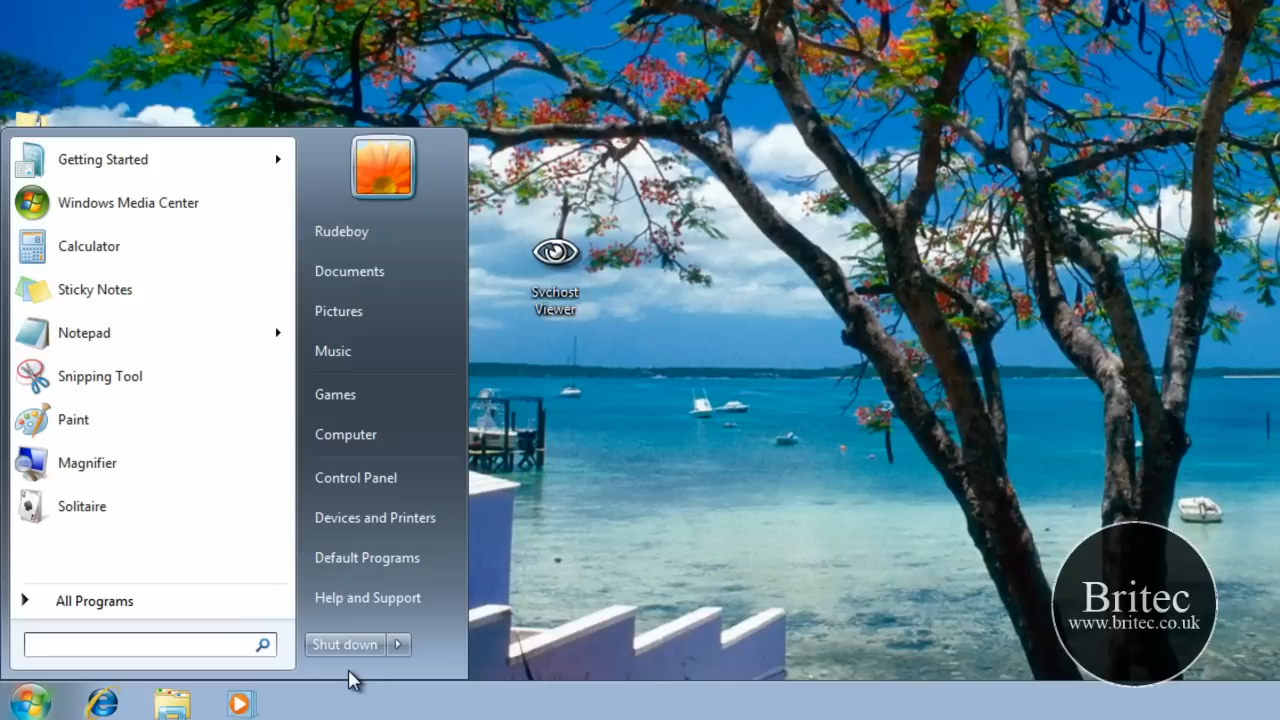 Getting Started
Windows Media Center
Calculator
Sticky Notes
Notepad
Snipping Tool
Paint
Magnifier
Solitaire
All Programs
Rudeboy
Documents
Pictures
Music
Games
Computer
Control Panel
Devices and Printers
Default Programs
Help and Support
Shut down
Svchost
Viewer
Britec
www.britec.co.uk